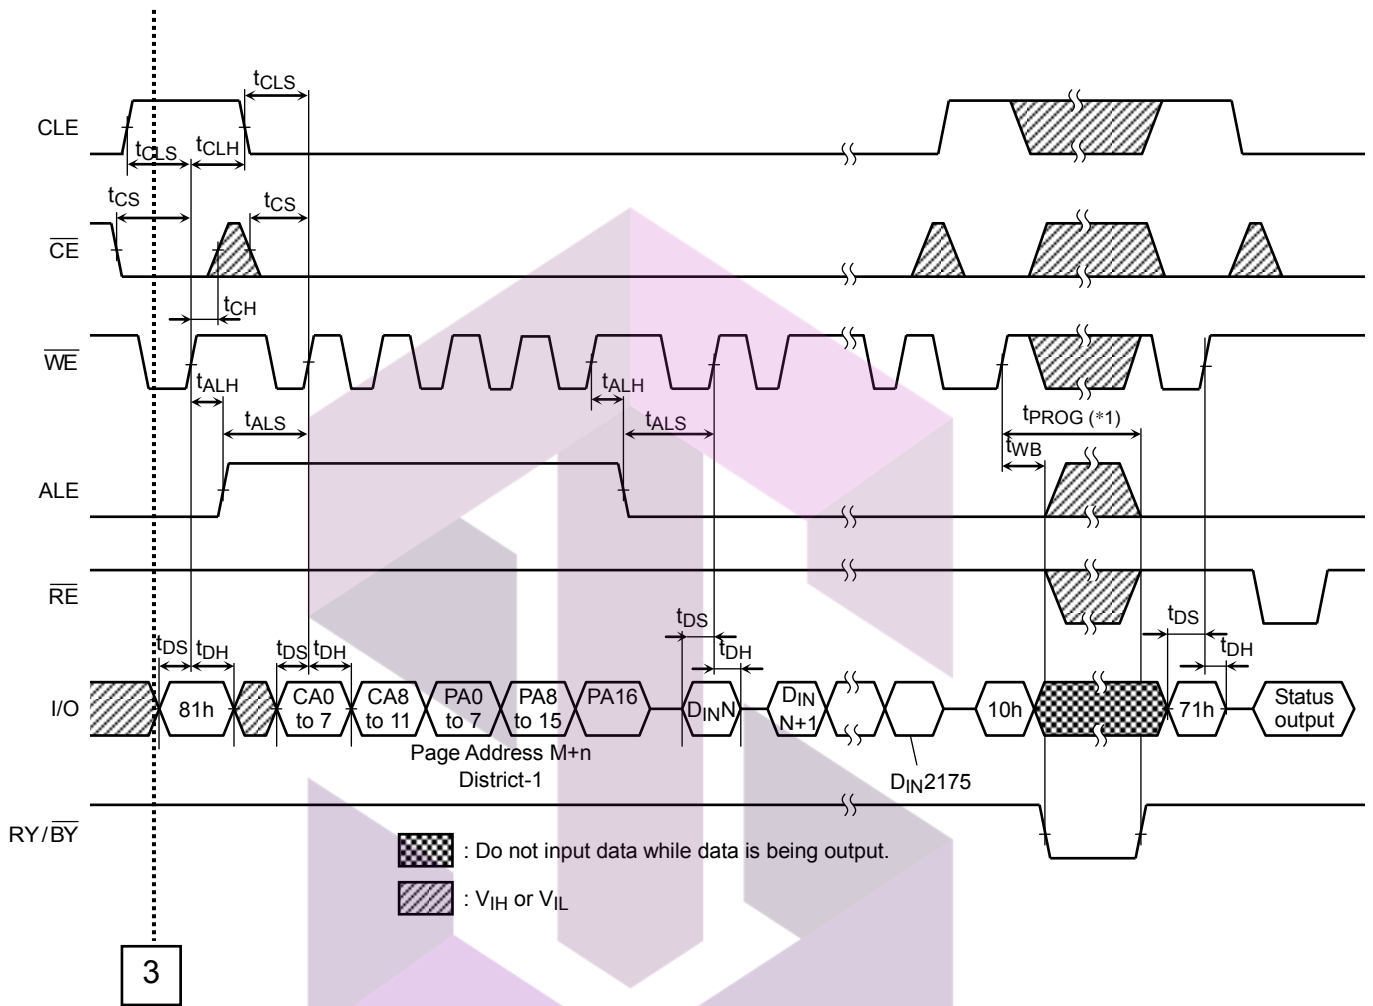 tCLS
CLE
tCLS tCLH
tCS tCS
CE
tCH
WE
tALH tALH
tALS tALS tPROG (*1)
tWB
ALE
RE
tDS tDH tDS tDH tDS tDH tDS tDH
I/O 81h CA0 to 7 CA8 to 11 PA0 to 7 PA8 to 15 PA16 DINN DIN N+1 10h 71h Status output
Page Address M+n
District-1
DIN2175
RY/BY
: Do not input data while data is being output.
: VIH or VIL
3